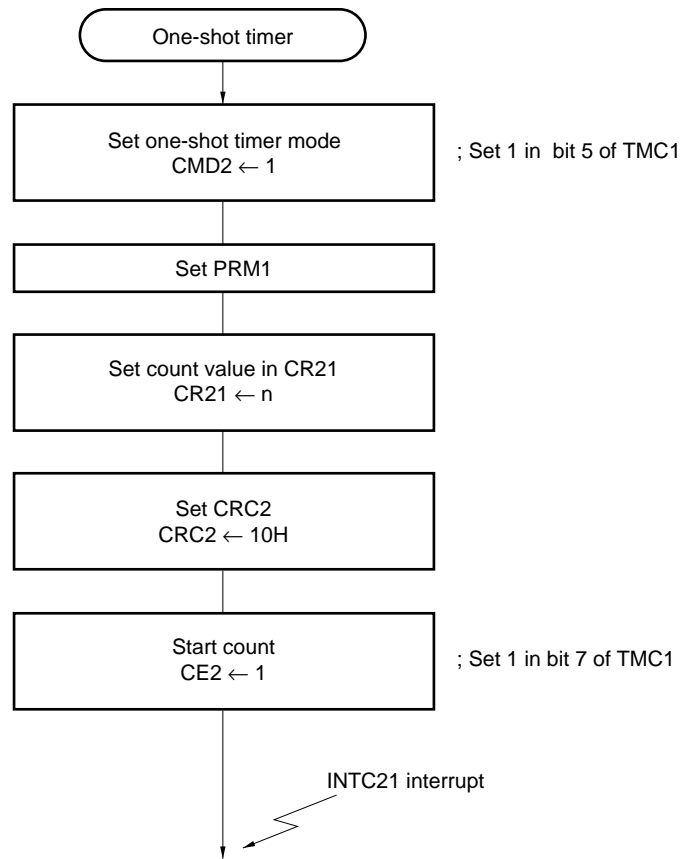 One-shot timer
Set one-shot timer mode
CMD2 ← 1
; Set 1 in bit 5 of TMC1
Set PRM1
Set count value in CR21
CR21 ← n
Set CRC2
CRC2 ← 10H
Start count
CE2 ← 1
; Set 1 in bit 7 of TMC1
INTC21 interrupt